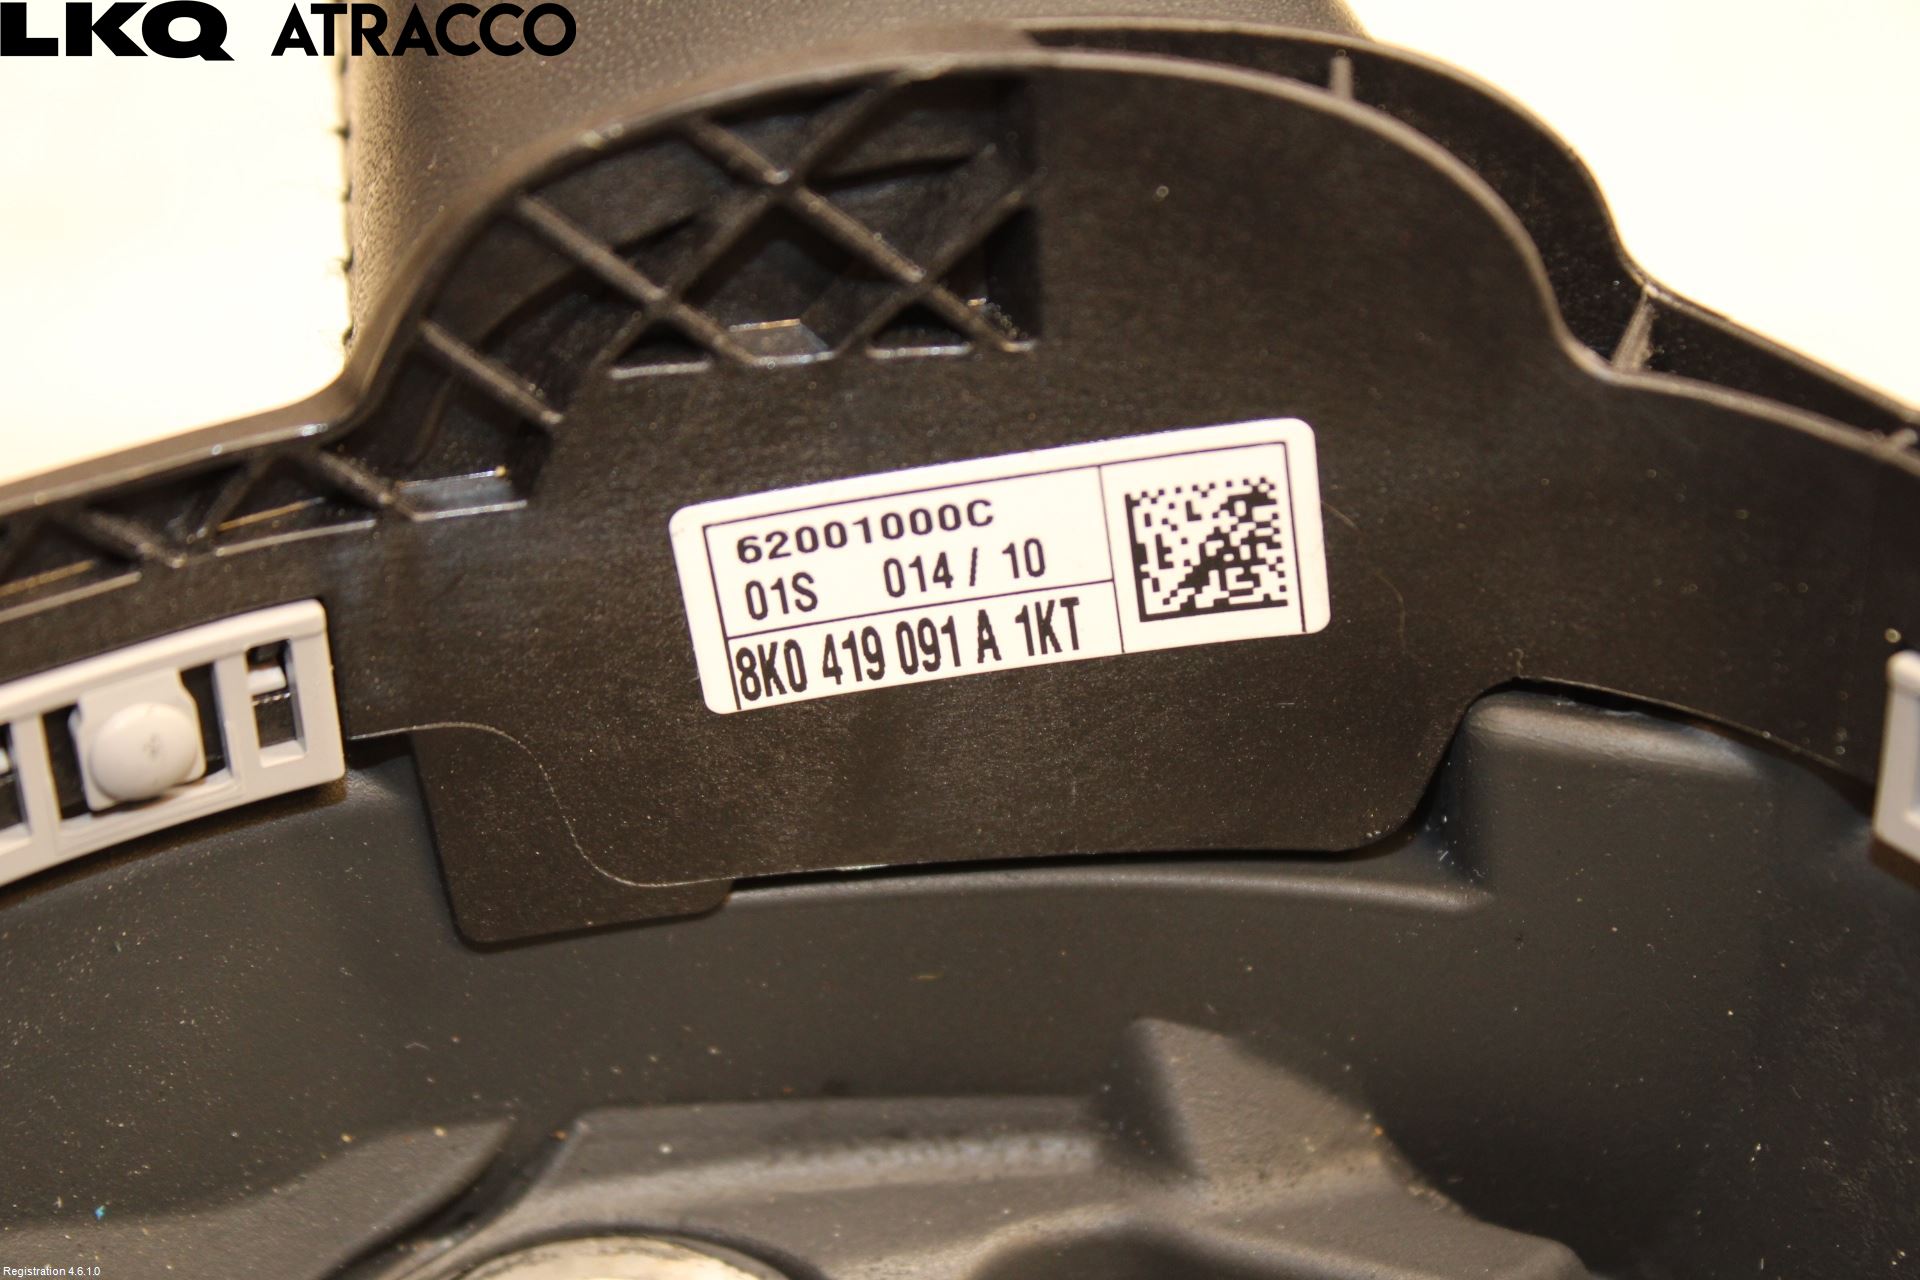 LKQ ATRACCO
62001000C
01S 014 / 10
8K0 419 091 A 1KT
Registration 4.6.1.0